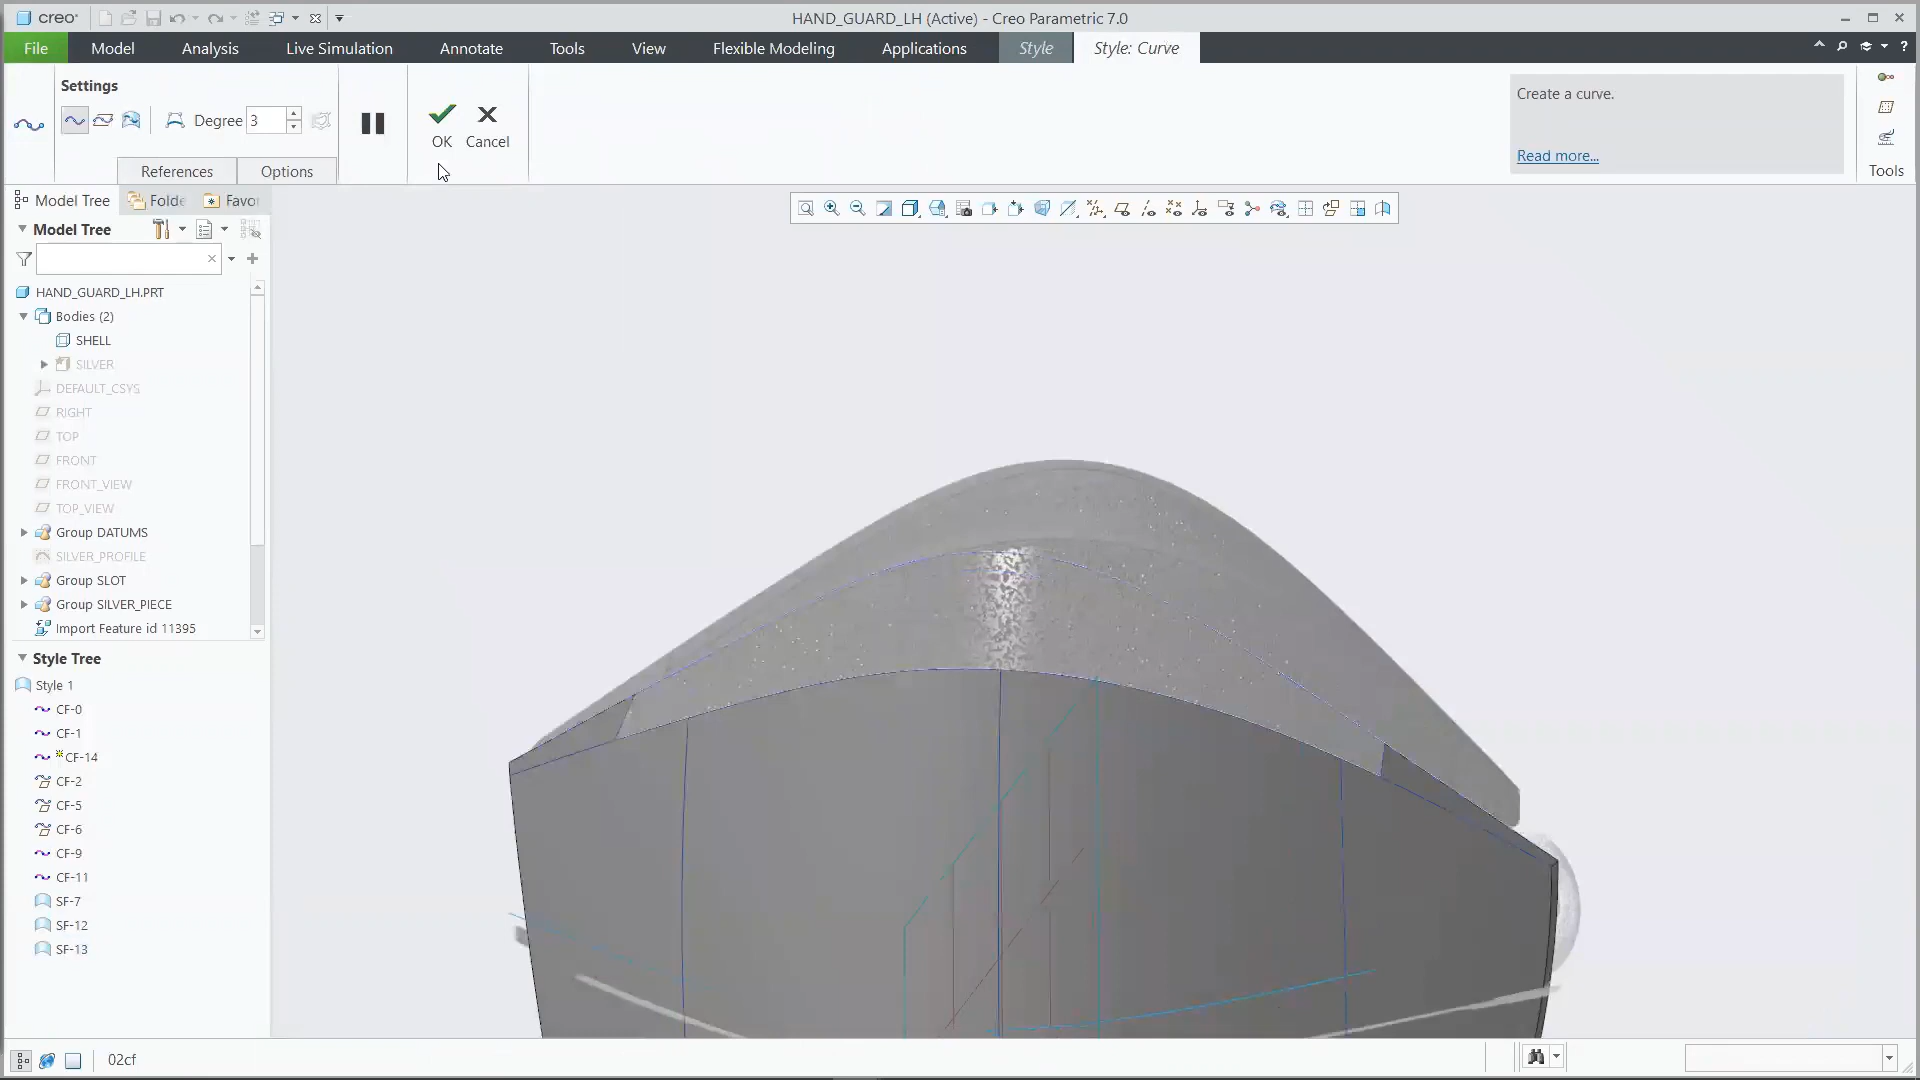 creo
HAND_GUARD_LH (Active) - Creo Parametric 7.0
File
Model
Analysis
Live Simulation
Annotate
Tools
View
Flexible Modeling
Applications
Style
Style: Curve
Settings
Degree 3
OK
Cancel
References
Options
Create a curve.
Read more...
Tools
Model Tree
Folde
Favor
Model Tree
HAND_GUARD_LH.PRT
Bodies (2)
SHELL
SILVER
DEFAULT_CSYS
RIGHT
TOP
FRONT
FRONT_VIEW
TOP_VIEW
Group DATUMS
SILVER_PROFILE
Group SLOT
Group SILVER_PIECE
Import Feature id 11395
Style Tree
Style 1
CF-0
CF-1
CF-14
CF-2
CF-5
CF-6
CF-9
CF-11
SF-7
SF-12
SF-13
02cf